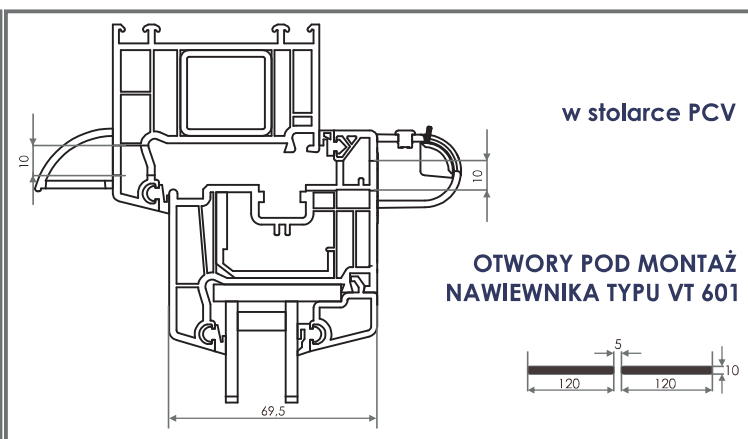 w stolarce PCV
10
10
OTWORY POD MONTAŻ
NAWIEWNIKA TYPU VT 601
5
10
120
120
69,5